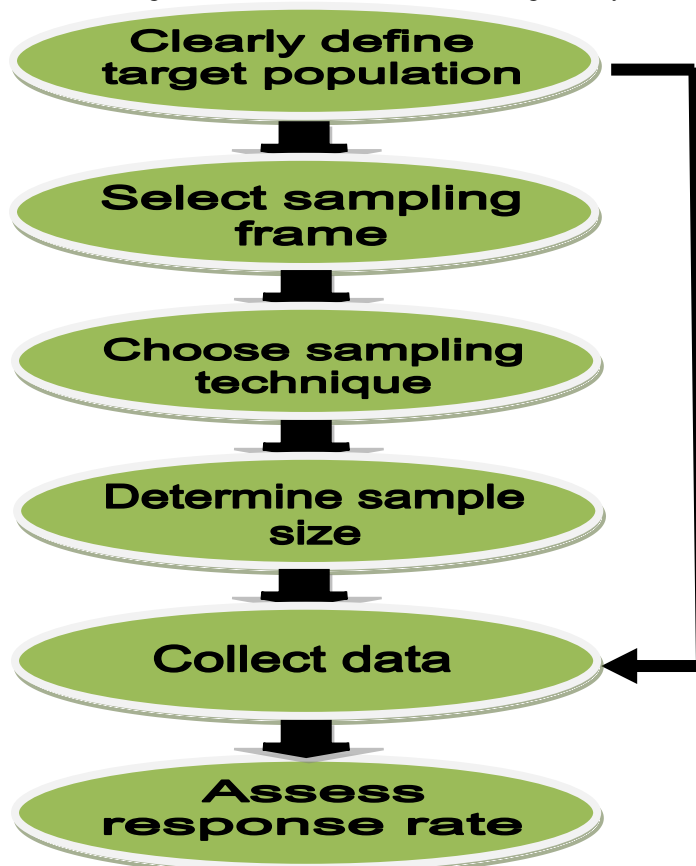 Clearly define
target population
Select sampling
frame
Choose sampling
technique
Determine sample
size
Collect data
Assess
response rate